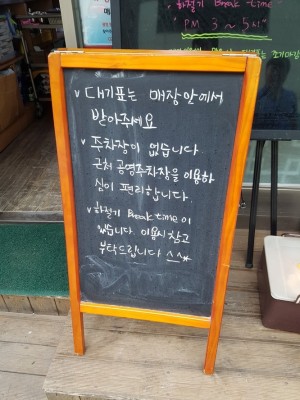 하절기 Break-time
"PM 3~5시"
v 대기표는 매장안에서
받아주세요
v 주차장이 없습니다.
근처 공영주차장을 이용하
심이 편리합니다.
v 하절기 Break time 이
있습니다. 이용시 참고
부탁드립니다 ^^*